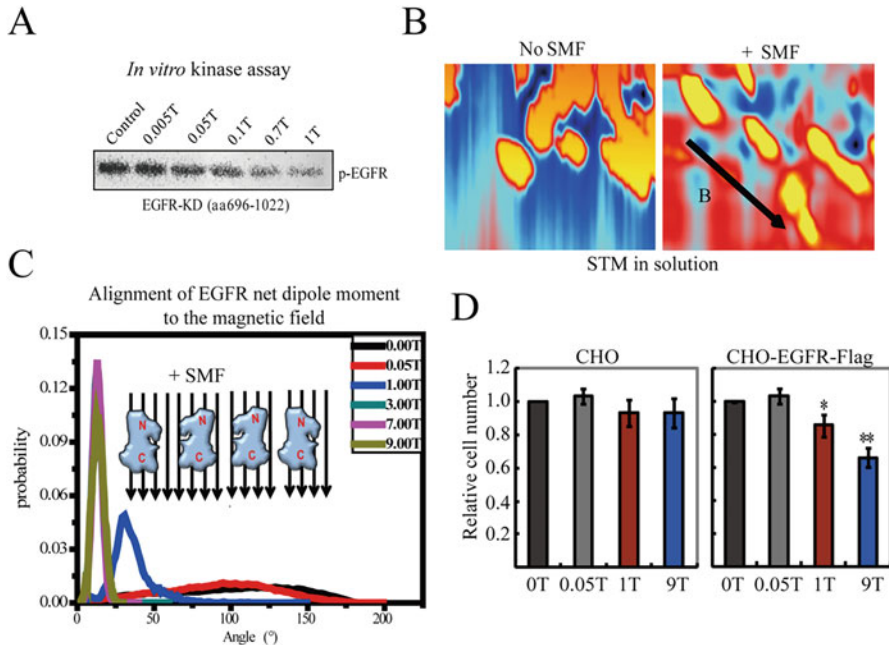 A
In vitro kinase assay
Control
0.005T
0.05T
0.1T
0.7T
1T
p-EGFR
EGFR-KD (aa696-1022)
B
No SMF
+ SMF
B
STM in solution
C
Alignment of EGFR net dipole moment
to the magnetic field
0.15
0.12
0.09
0.06
0.03
0.00
probability
0 50 100 150 200
Angle (°)
+ SMF
N N N N
C C C C
0.00T
0.05T
1.00T
3.00T
7.00T
9.00T
D
CHO
CHO-EGFR-Flag
Relative cell number
1.2
1.0
0.8
0.6
0.4
0.2
*
**
0T 0.05T 1T 9T
0T 0.05T 1T 9T